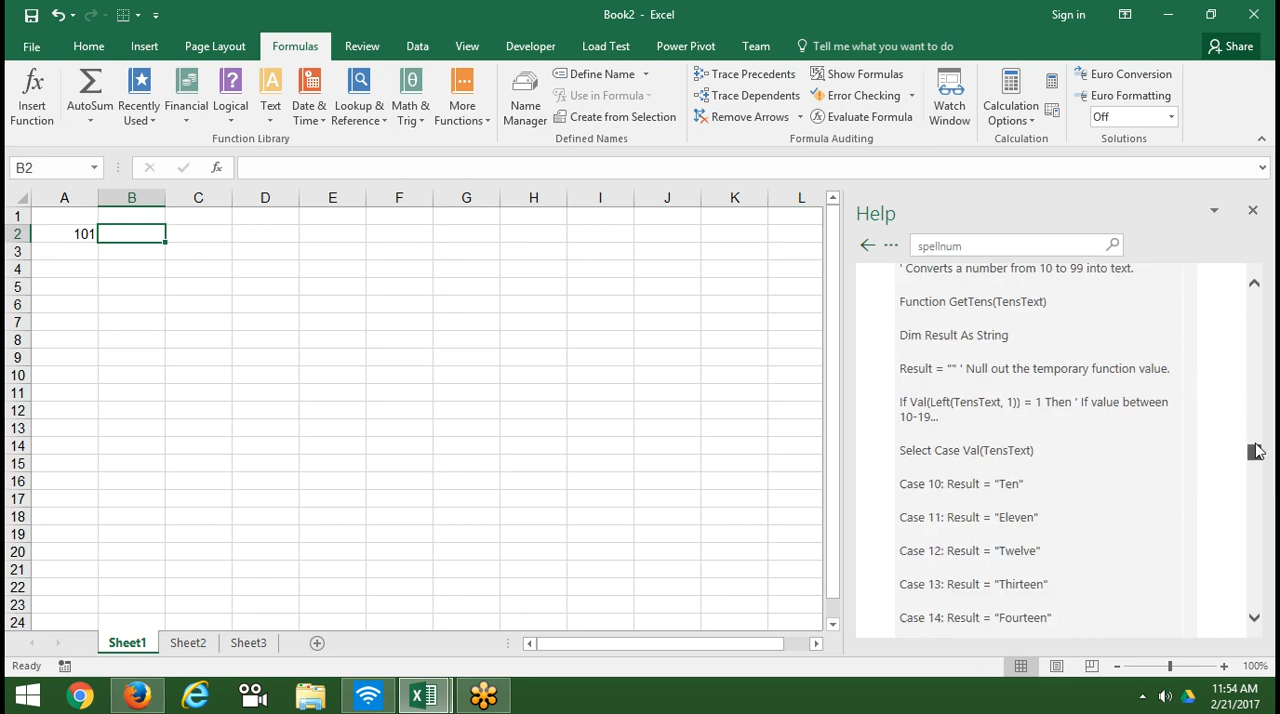 Book2 - Excel
Sign in
File Home Insert Page Layout Formulas Review Data View Developer Load Test Power Pivot Team Tell me what you want to do Share
Insert Function
AutoSum
Recently Used
Financial
Logical
Text
Date & Time
Lookup & Reference
Math & Trig
More Functions
Function Library
Name Manager
Define Name
Use in Formula
Create from Selection
Defined Names
Trace Precedents
Trace Dependents
Remove Arrows
Show Formulas
Error Checking
Evaluate Formula
Formula Auditing
Watch Window
Calculation Options
Calculation
Euro Conversion
Euro Formatting
Off
Solutions
B2
fx
A B C D E F G H I J K L
1
2 101
3
4
5
6
7
8
9
10
11
12
13
14
15
16
17
18
19
20
21
22
23
24
Help
spellnum
' Converts a number from 10 to 99 into text.
Function GetTens(TensText)
Dim Result As String
Result = "" ' Null out the temporary function value.
If Val(Left(TensText, 1)) = 1 Then ' If value between
10-19...
Select Case Val(TensText)
Case 10: Result = "Ten"
Case 11: Result = "Eleven"
Case 12: Result = "Twelve"
Case 13: Result = "Thirteen"
Case 14: Result = "Fourteen"
Sheet1 Sheet2 Sheet3
Ready
100%
11:54 AM
2/21/2017